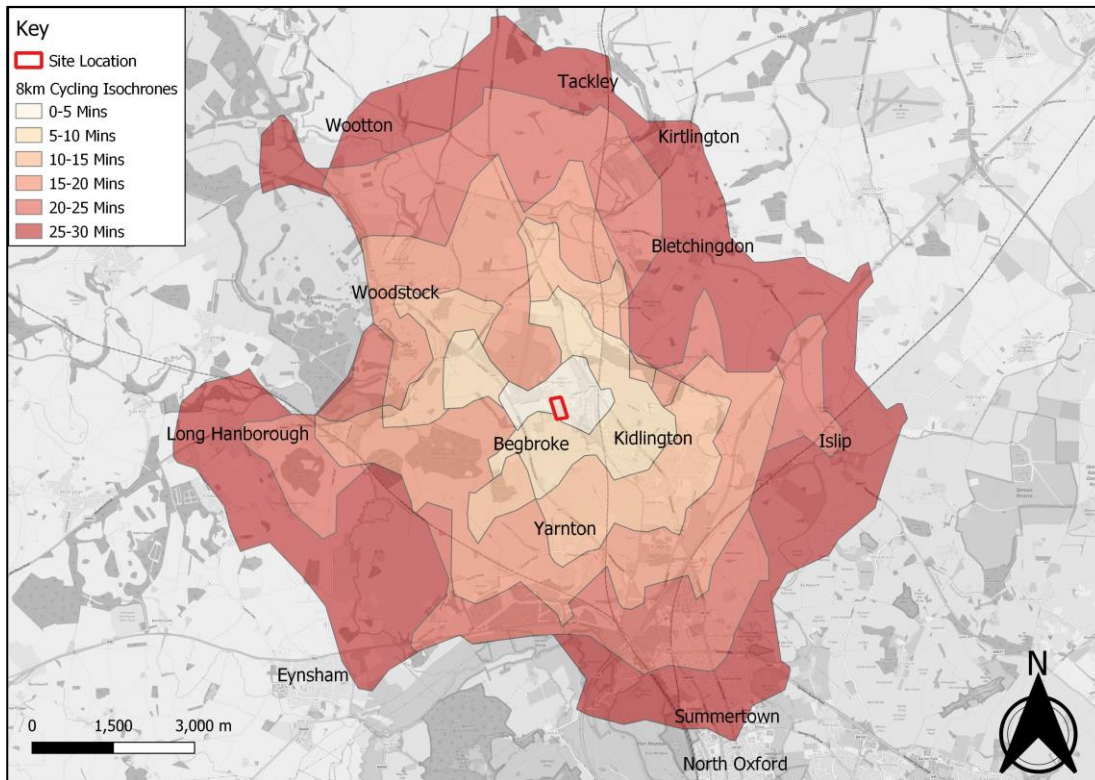 Key
Site Location
8km Cycling Isochrones
0-5 Mins
5-10 Mins
10-15 Mins
15-20 Mins
20-25 Mins
25-30 Mins
Tackley
Wootton
Kirtlington
Bletchingdon
Woodstock
Long Hanborough
Begbroke
Kidlington
Islip
Yarnton
Eynsham
Summertown
North Oxford
0 1,500 3,000 m
N